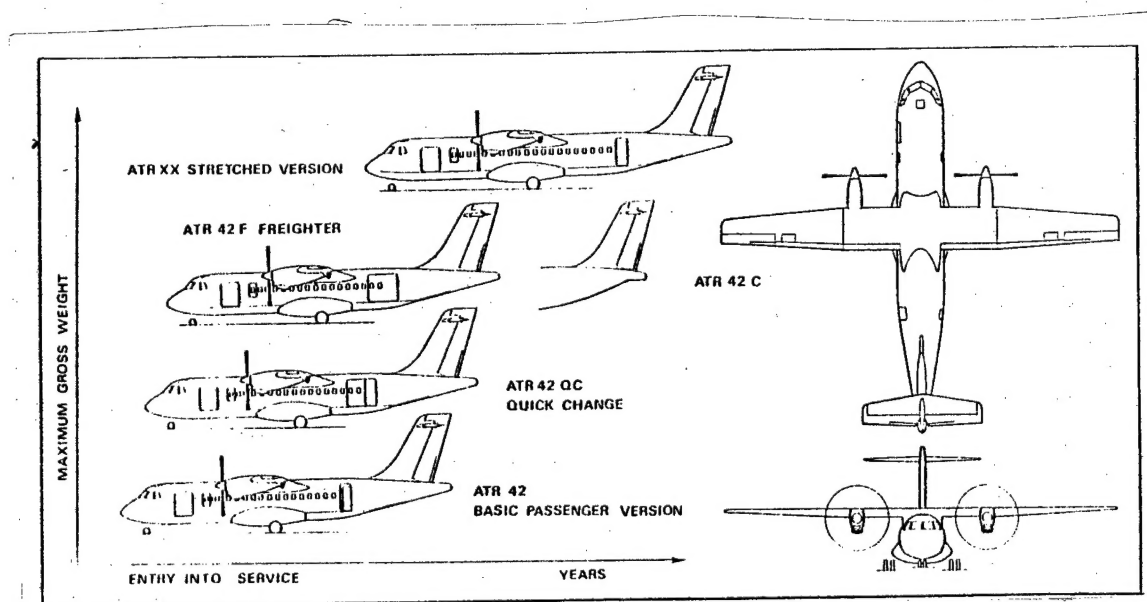 ATR XX STRETCHED VERSION
ATR 42 F FREIGHTER
ATR 42 C
MAXIMUM GROSS WEIGHT
ATR 42 QC
QUICK CHANGE
ATR 42
BASIC PASSENGER VERSION
ENTRY INTO SERVICE
YEARS